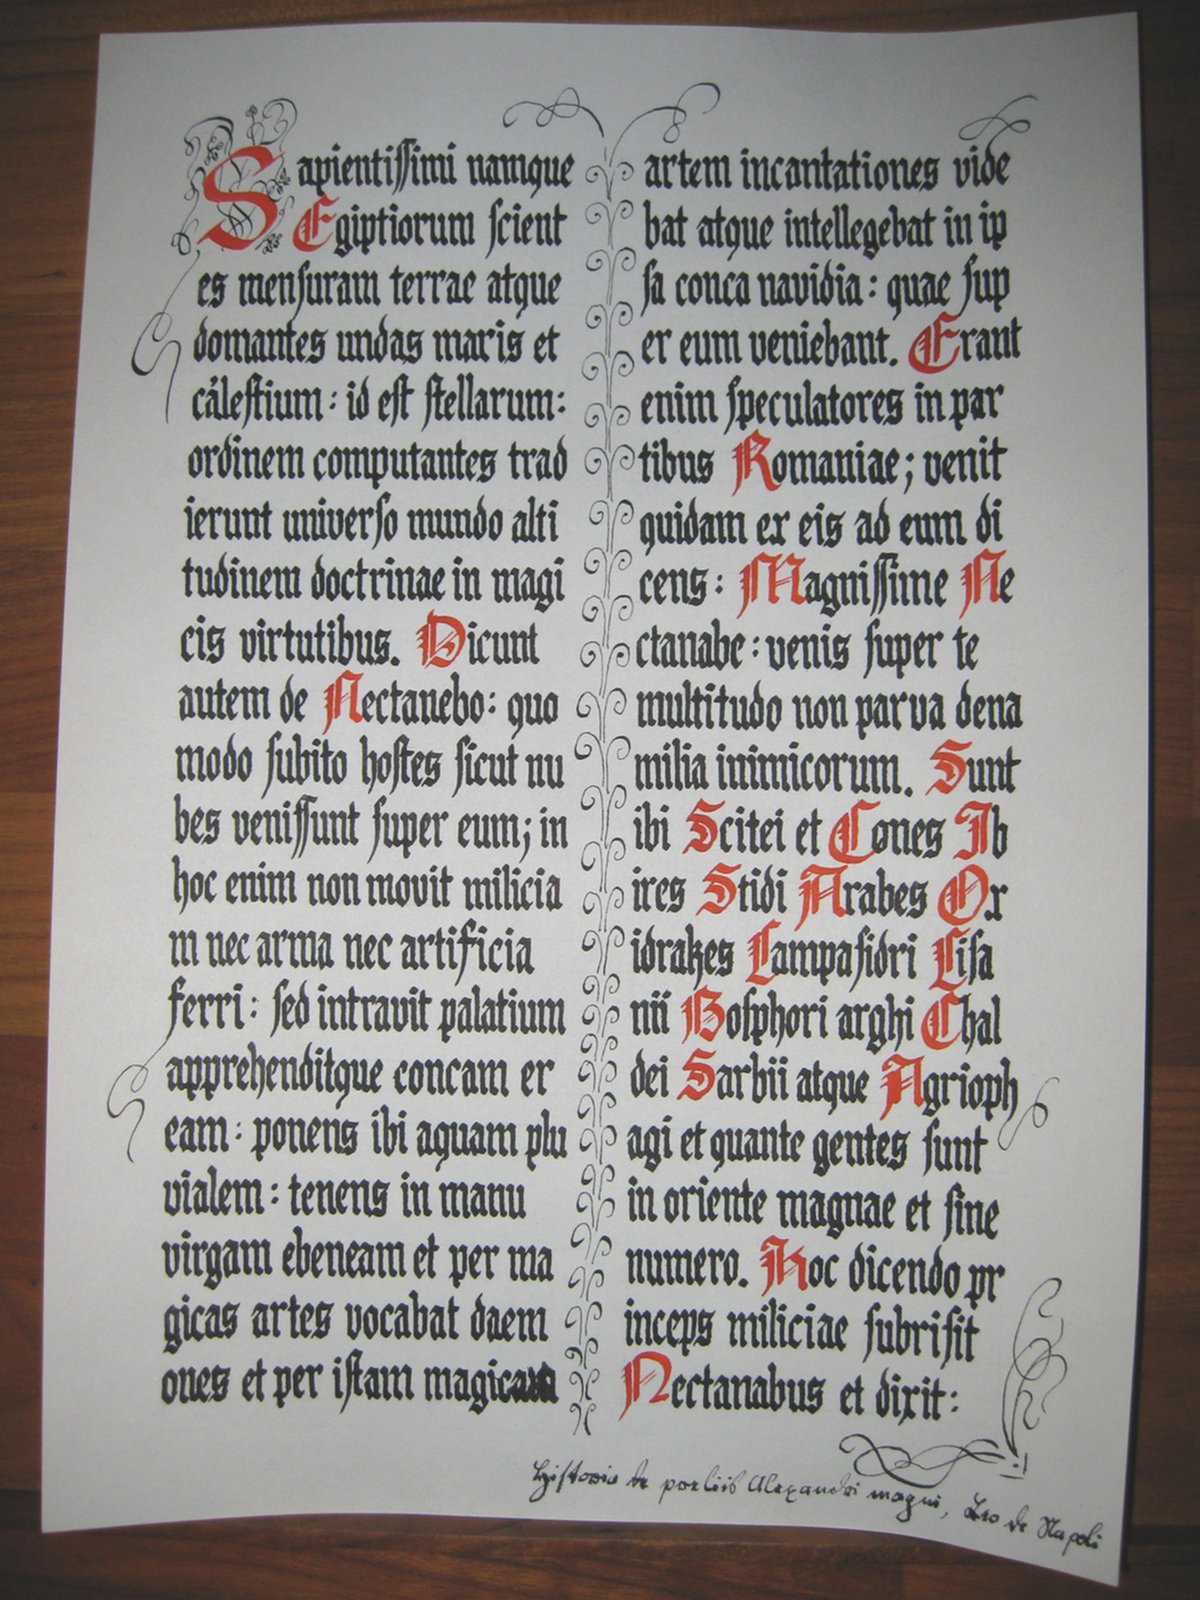 Sapientissimi namque
Egiptiorum scient
es mensuram terrae atque
domantes undas maris et
cálestium: id est stellarum:
ordinem computantes trad
ierunt universo mundo alti
tudinem doctrinae in magi
cis virtutibus. Dicunt
autem de Nectanebo: quo
modo subito hostes sicut nu
bes venissunt super eum; in
hoc enim non movit milicia
m nec arma nec artificia
ferri: sed intravit palatium
apprehenditque concam er
eam: ponens ibi aquam plu
vialem: tenens in manu
virgam ebeneam et per ma
gicas artes vocabat daem
ones et per istam magicam
artem incantationes vide
bat atque intellegebat in ip
sa conca navidia: quae sup
er eum veniebant. Erant
enim speculatores in par
tibus Romaniae; venit
quidam ex eis ad eum di
cens: Magnissime Ne
ctanabe: venis super te
multitudo non parva dena
milia inimicorum. Sunt
ibi Scitei et Cones Ib
ires Stidi Arabes Ox
idrakes Lampasidri Lisa
nii Bosphori arghi Chal
dei Sarbii atque Agrioph
agi et quante gentes sunt
in oriente magnae et sine
numero. Hoc dicendo pr
inceps miliciae subrisit
Nectanabus et dixit:
Historia de preliis Alexandri magni, Leo de Napoli